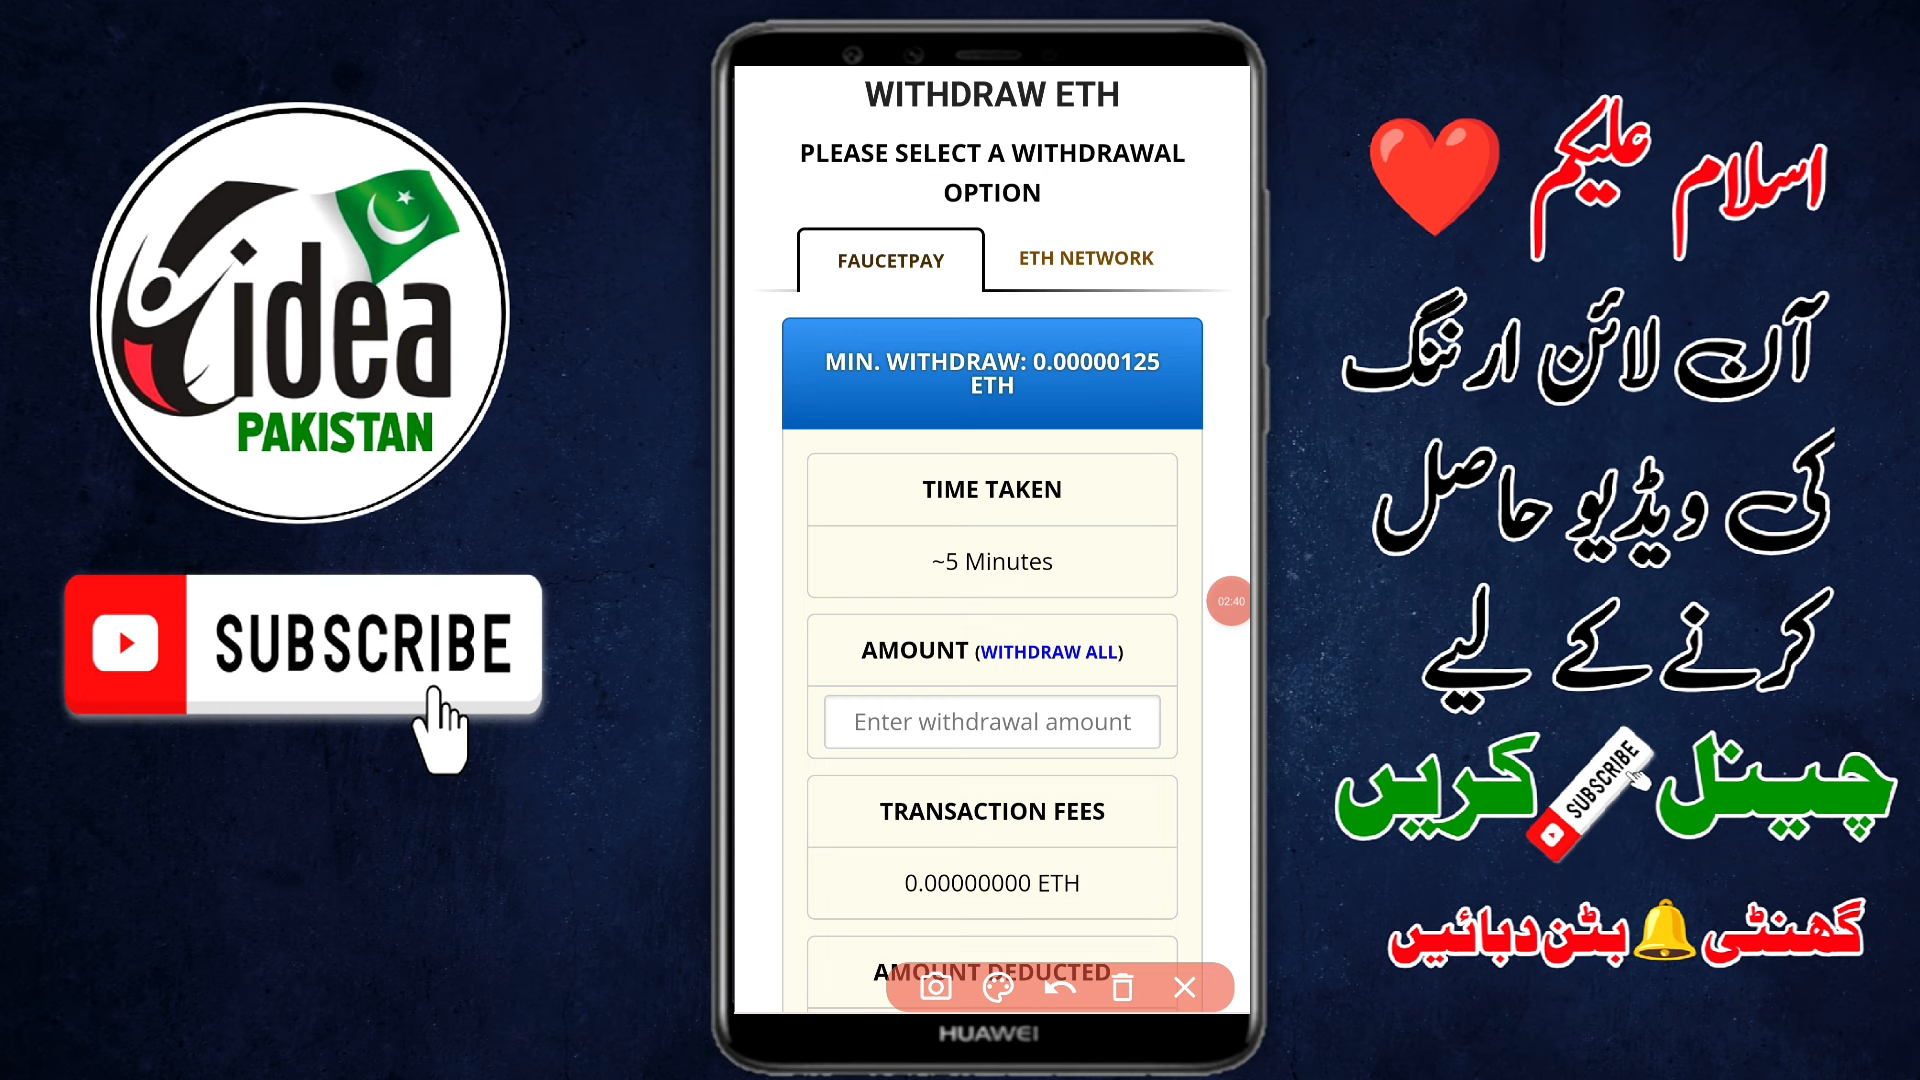 idea
PAKISTAN
SUBSCRIBE
WITHDRAW ETH
PLEASE SELECT A WITHDRAWAL
OPTION
FAUCETPAY
ETH NETWORK
MIN. WITHDRAW: 0.00000125
ETH
TIME TAKEN
~5 Minutes
AMOUNT (WITHDRAW ALL)
Enter withdrawal amount
TRANSACTION FEES
0.00000000 ETH
AMOUNT DEDUCTED
02:40
HUAWEI
اسلام علیکم
آن لائن ارننگ
کی ویڈیو حاصل
کرنے کے لیے
چینل SUBSCRIBE کریں
گھنٹی بٹن دبائیں